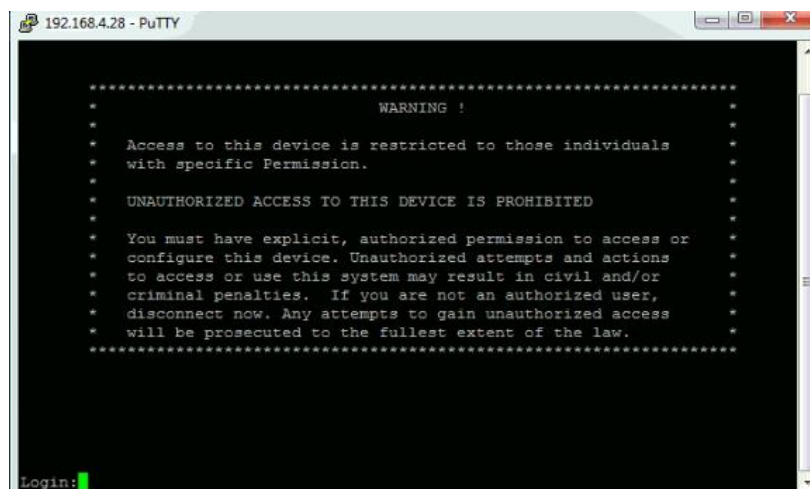 192.168.4.28 - PuTTY
***********************************************************************
* WARNING ! *
* *
* Access to this device is restricted to those individuals *
* with specific Permission. *
* *
* UNAUTHORIZED ACCESS TO THIS DEVICE IS PROHIBITED *
* *
* You must have explicit, authorized permission to access or *
* configure this device. Unauthorized attempts and actions *
* to access or use this system may result in civil and/or *
* criminal penalties. If you are not an authorized user, *
* disconnect now. Any attempts to gain unauthorized access *
* will be prosecuted to the fullest extent of the law. *
***********************************************************************
Login: